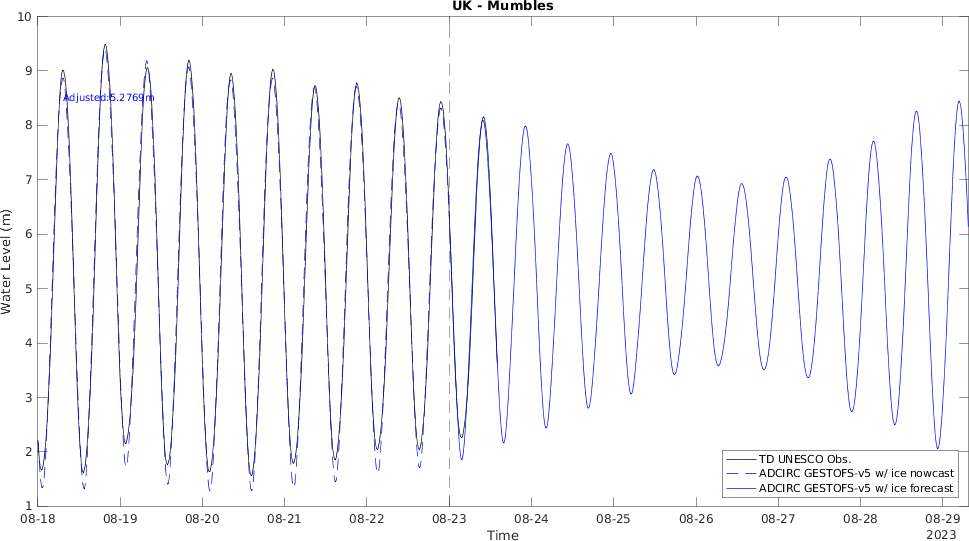 UK - Mumbles
10
9
8
7
6
5
4
3
2
1
Water Level (m)
Adjusted:5.2769m
TD UNESCO Obs.
ADCIRC GESTOFS-v5 w/ ice nowcast
ADCIRC GESTOFS-v5 w/ ice forecast
08-18 08-19 08-20 08-21 08-22 08-23 08-24 08-25 08-26 08-27 08-28 08-29
Time
2023